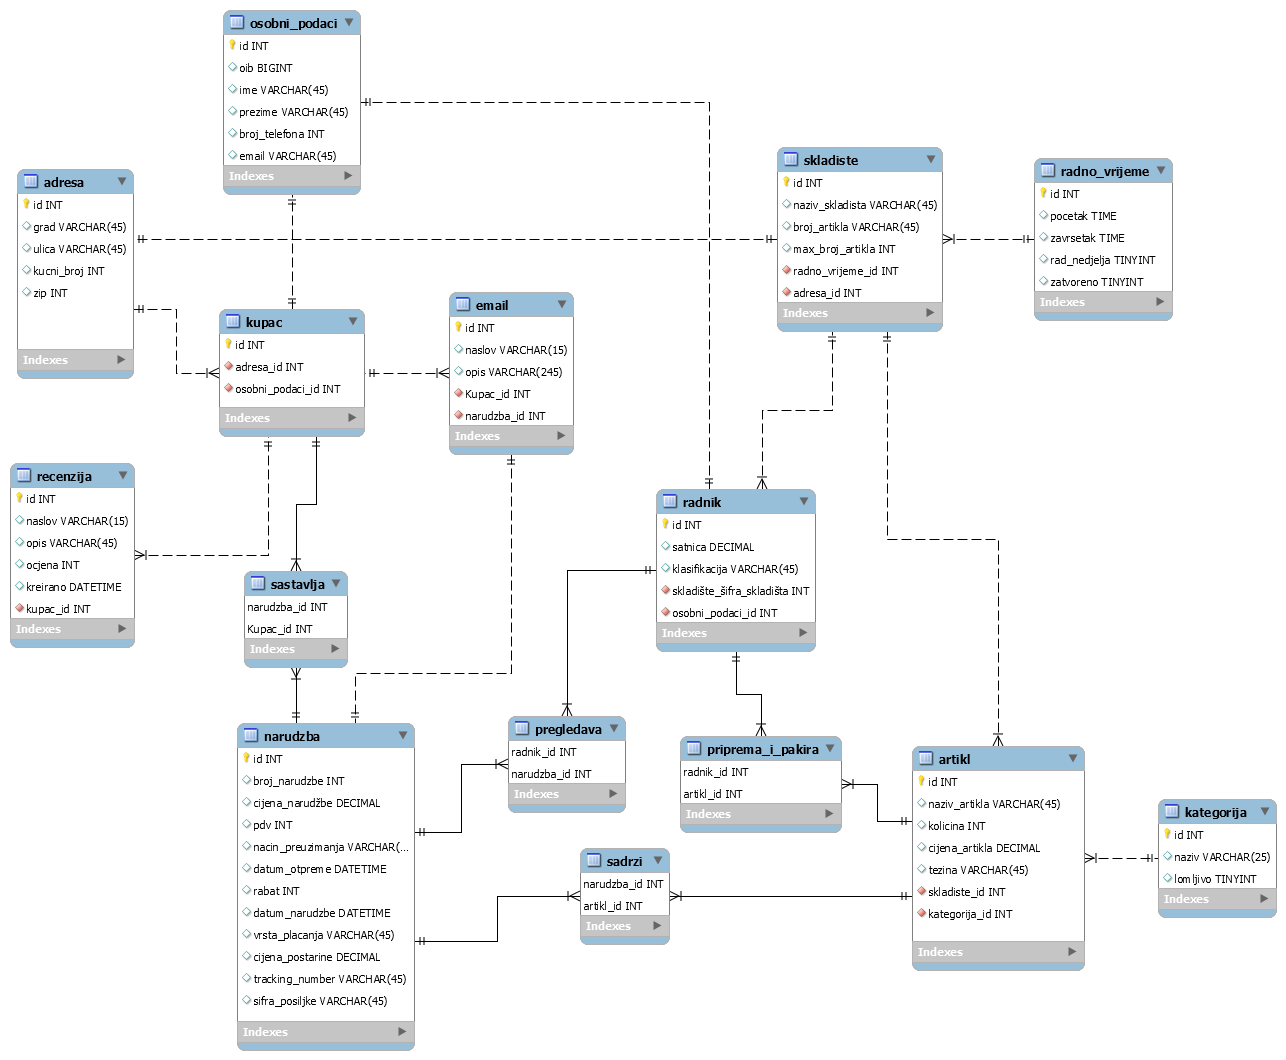 osobni_podaci
id INT
oib BIGINT
ime VARCHAR(45)
prezime VARCHAR(45)
broj_telefona INT
email VARCHAR(45)
Indexes
adresa
id INT
grad VARCHAR(45)
ulica VARCHAR(45)
kucni_broj INT
zip INT
Indexes
skladiste
id INT
naziv_skladista VARCHAR(45)
broj_artikla VARCHAR(45)
max_broj_artikla INT
radno_vrijeme_id INT
adresa_id INT
Indexes
radno_vrijeme
id INT
pocetak TIME
zavrsetak TIME
rad_nedjelja TINYINT
zatvoreno TINYINT
Indexes
kupac
id INT
adresa_id INT
osobni_podaci_id INT
Indexes
email
id INT
naslov VARCHAR(15)
opis VARCHAR(245)
Kupac_id INT
narudzba_id INT
Indexes
recenzija
id INT
naslov VARCHAR(15)
opis VARCHAR(45)
ocjena INT
kreirano DATETIME
kupac_id INT
Indexes
radnik
id INT
satnica DECIMAL
klasifikacija VARCHAR(45)
skladište_šifra_skladišta INT
osobni_podaci_id INT
Indexes
sastavlja
narudzba_id INT
Kupac_id INT
Indexes
narudzba
id INT
broj_narudzbe INT
cijena_narudžbe DECIMAL
pdv INT
nacin_preuzimanja VARCHAR(...
datum_otpreme DATETIME
rabat INT
datum_narudzbe DATETIME
vrsta_placanja VARCHAR(45)
cijena_postarine DECIMAL
tracking_number VARCHAR(45)
sifra_posiljke VARCHAR(45)
Indexes
pregledava
radnik_id INT
narudzba_id INT
Indexes
priprema_i_pakira
radnik_id INT
artikl_id INT
Indexes
sadrzi
narudzba_id INT
artikl_id INT
Indexes
artikl
id INT
naziv_artikla VARCHAR(45)
kolicina INT
cijena_artikla DECIMAL
tezina VARCHAR(45)
skladiste_id INT
kategorija_id INT
Indexes
kategorija
id INT
naziv VARCHAR(25)
lomljivo TINYINT
Indexes